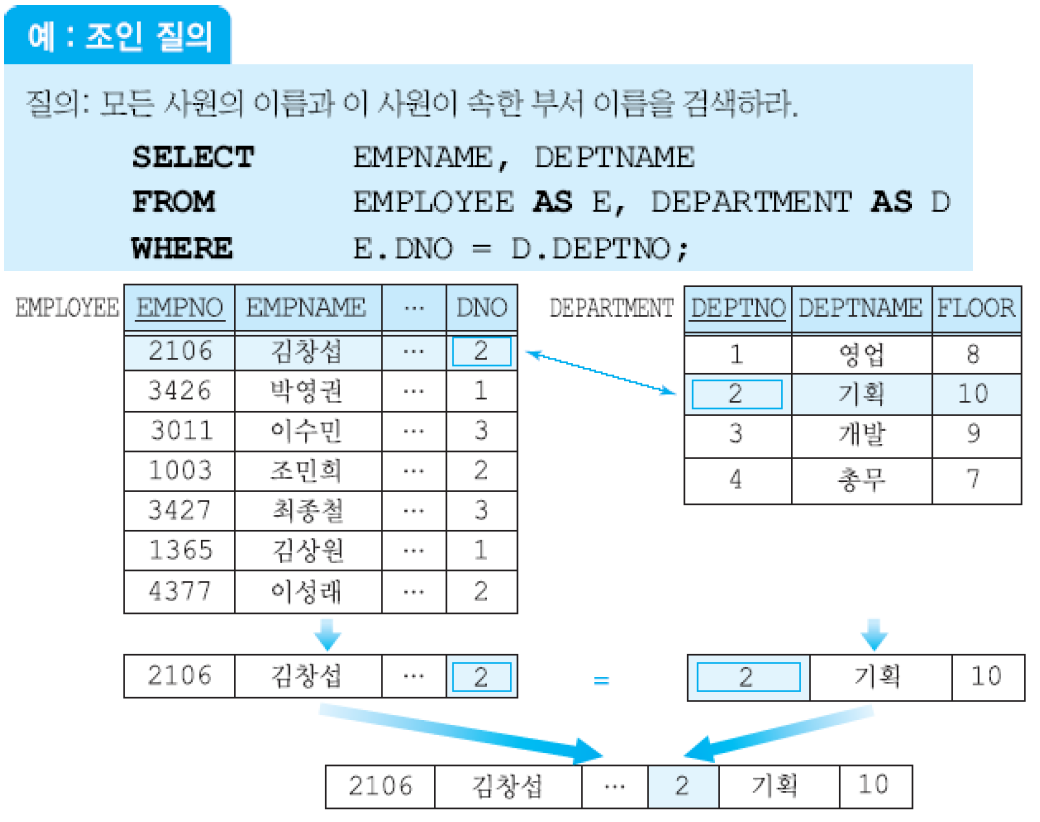 예 : 조인 질의
질의: 모든 사원의 이름과 이 사원이 속한 부서 이름을 검색하라.
SELECT EMPNAME, DEPTNAME
FROM EMPLOYEE AS E, DEPARTMENT AS D
WHERE E.DNO = D.DEPTNO;
EMPLOYEE EMPNO EMPNAME … DNO
2106 김창섭 … 2
3426 박영권 … 1
3011 이수민 … 3
1003 조민희 … 2
3427 최종철 … 3
1365 김상원 … 1
4377 이성래 … 2
DEPARTMENT DEPTNO DEPTNAME FLOOR
1 영업 8
2 기획 10
3 개발 9
4 총무 7
2106 김창섭 … 2 = 2 기획 10
2106 김창섭 … 2 기획 10